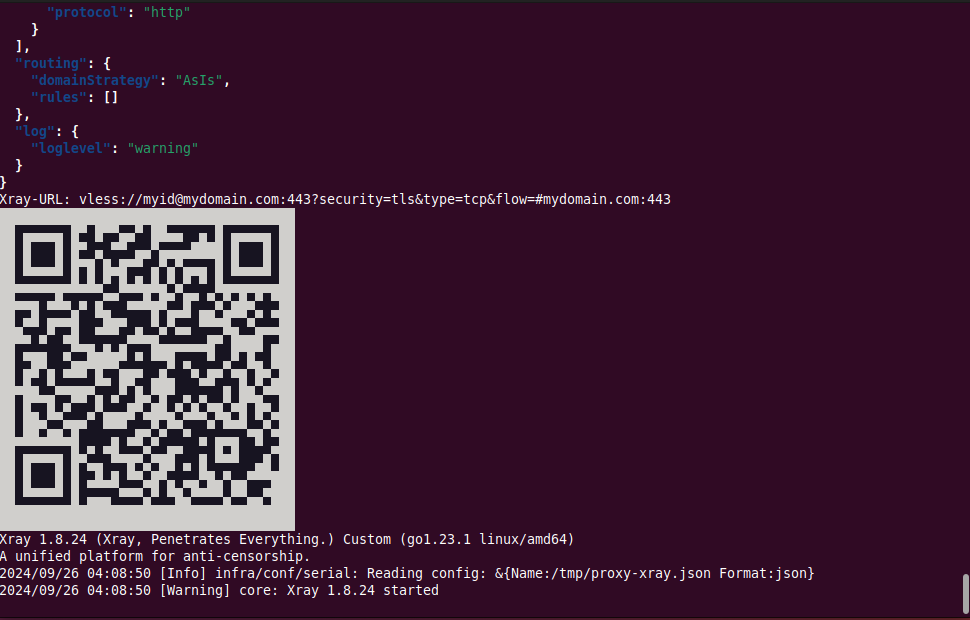 "protocol": "http"
}
],
"routing": {
"domainStrategy": "AsIs",
"rules": []
},
"log": {
"loglevel": "warning"
}
}
Xray-URL: vless://myid@mydomain.com:443?security=tls&type=tcp&flow=#mydomain.com:443
Xray 1.8.24 (Xray, Penetrates Everything.) Custom (go1.23.1 linux/amd64)
A unified platform for anti-censorship.
2024/09/26 04:08:50 [Info] infra/conf/serial: Reading config: &{Name:/tmp/proxy-xray.json Format:json}
2024/09/26 04:08:50 [Warning] core: Xray 1.8.24 started